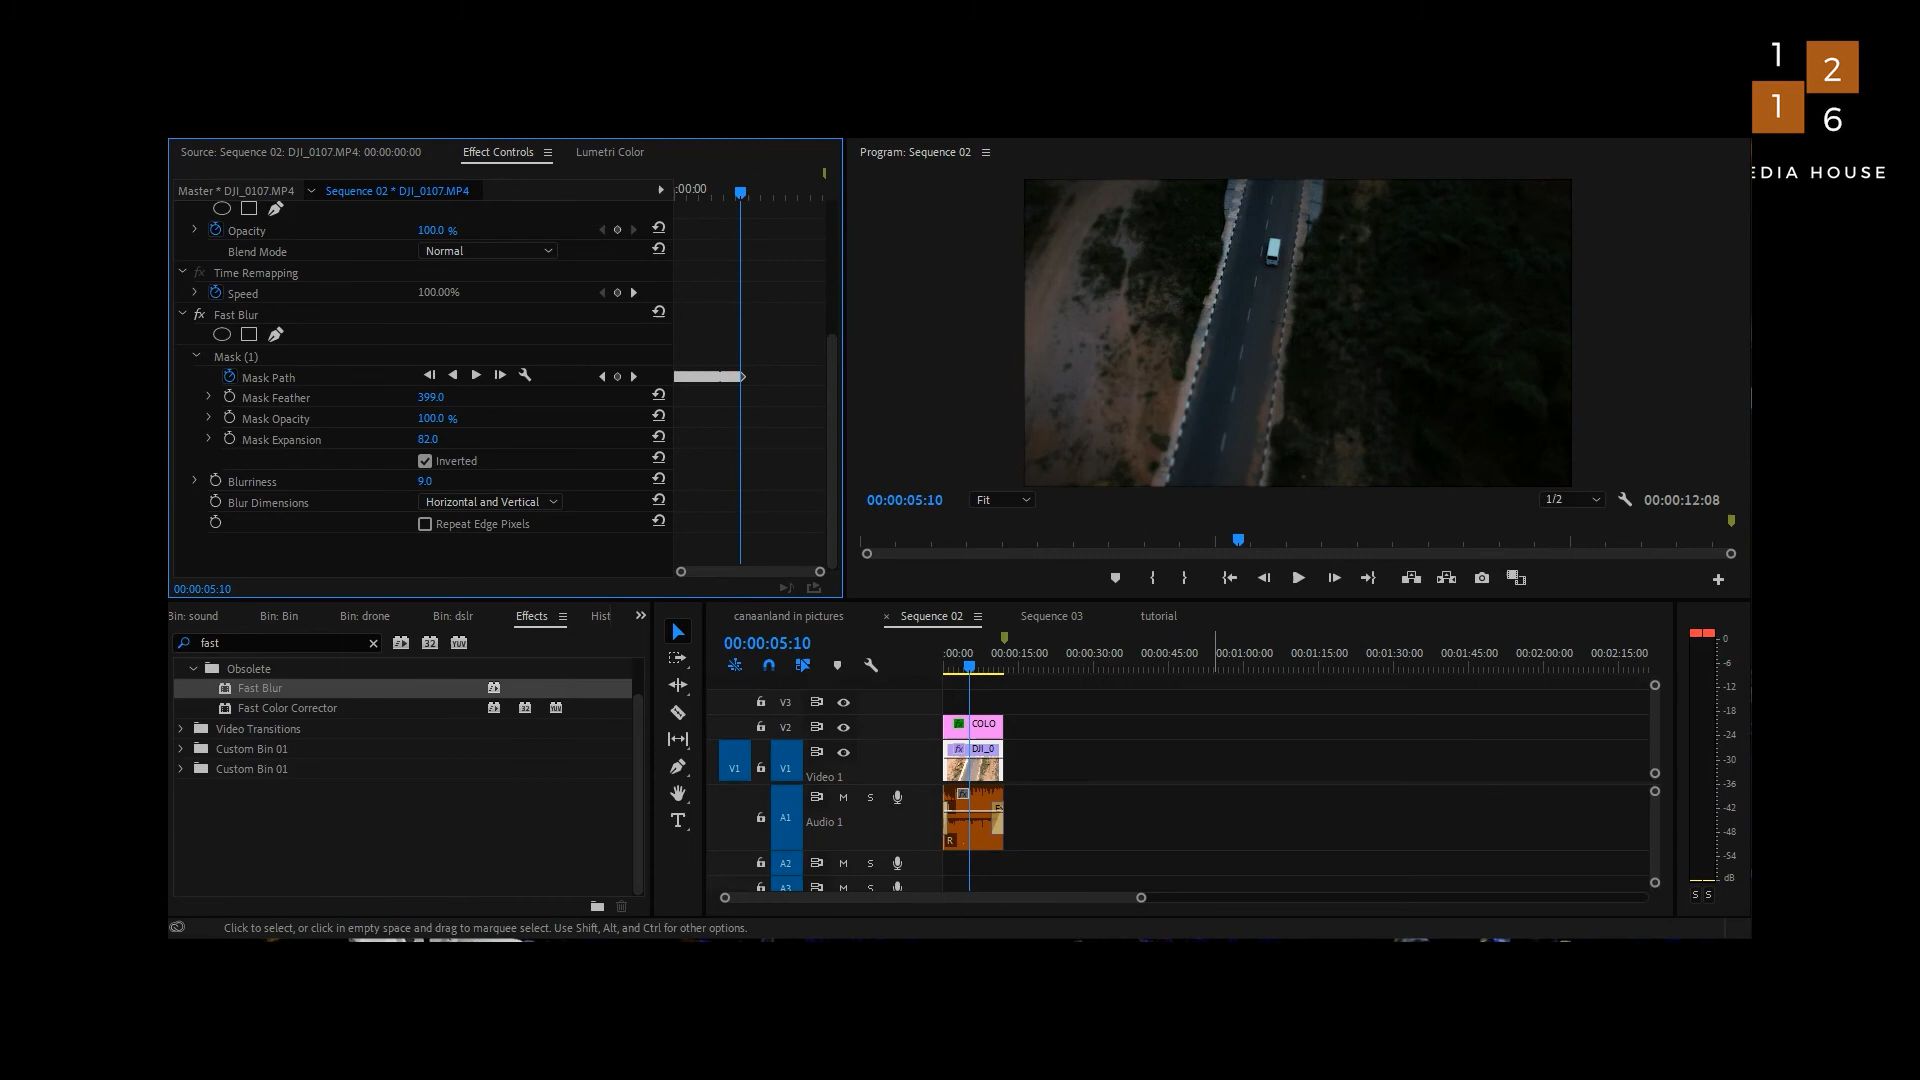 1 2
1 6
EDIA HOUSE
Source: Sequence 02: DJI_0107.MP4: 00:00:00:00
Effect Controls
Lumetri Color
Master * DJI_0107.MP4
Sequence 02 * DJI_0107.MP4
:00:00
Opacity 100.0 %
Blend Mode Normal
fx Time Remapping
Speed 100.00%
fx Fast Blur
Mask (1)
Mask Path
Mask Feather 399.0
Mask Opacity 100.0 %
Mask Expansion 82.0
Inverted
Blurriness 9.0
Blur Dimensions Horizontal and Vertical
Repeat Edge Pixels
00:00:05:10
Program: Sequence 02
00:00:05:10 Fit 1/2 00:00:12:08
Bin: sound Bin: Bin Bin: drone Bin: dslr Effects Hist
fast
32 YUV
Obsolete
Fast Blur
Fast Color Corrector
32 YUV
Video Transitions
Custom Bin 01
Custom Bin 01
canaanland in pictures × Sequence 02 Sequence 03 tutorial
00:00:05:10
:00:00 00:00:15:00 00:00:30:00 00:00:45:00 00:01:00:00 00:01:15:00 00:01:30:00 00:01:45:00 00:02:00:00 00:02:15:00
V3
V2
fx COLO
V1 V1 Video 1
fx DJI_0
A1 M S
Audio 1
fx
R
A2 M S
A3 M S
0
-6
-12
-18
-24
-30
-36
-42
-48
-54
dB
S S
Click to select, or click in empty space and drag to marquee select. Use Shift, Alt, and Ctrl for other options.